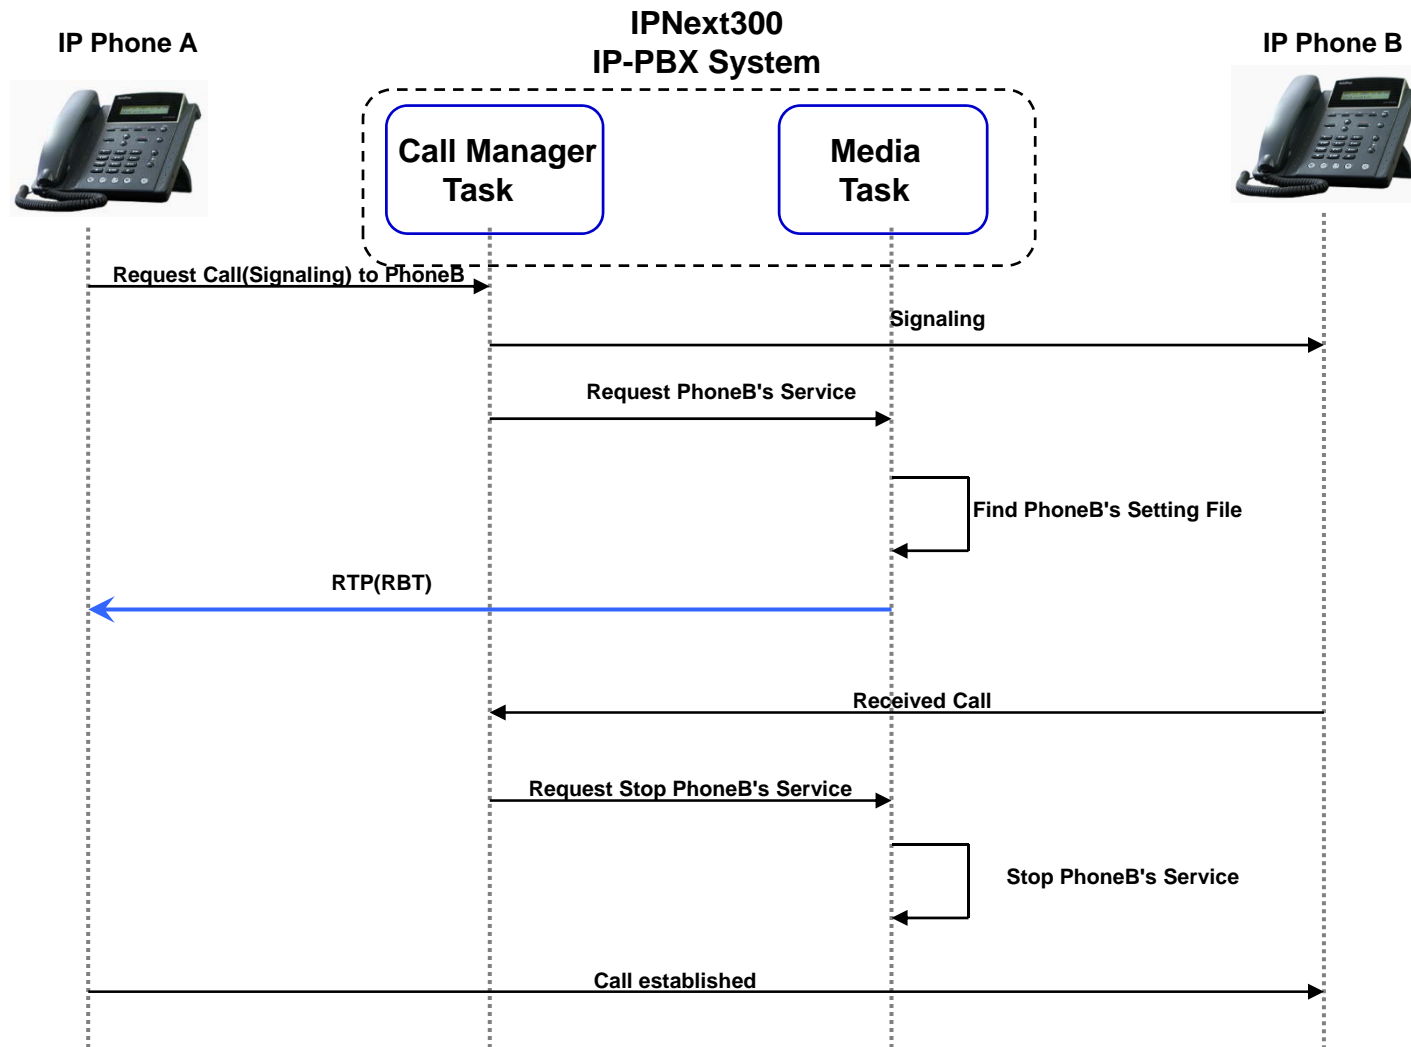 IPNext300
IP-PBX System
IP Phone A
IP Phone B
Call Manager
Task
Media
Task
Request Call(Signaling) to PhoneB
Signaling
Request PhoneB's Service
Find PhoneB's Setting File
RTP(RBT)
Received Call
Request Stop PhoneB's Service
Stop PhoneB's Service
Call established